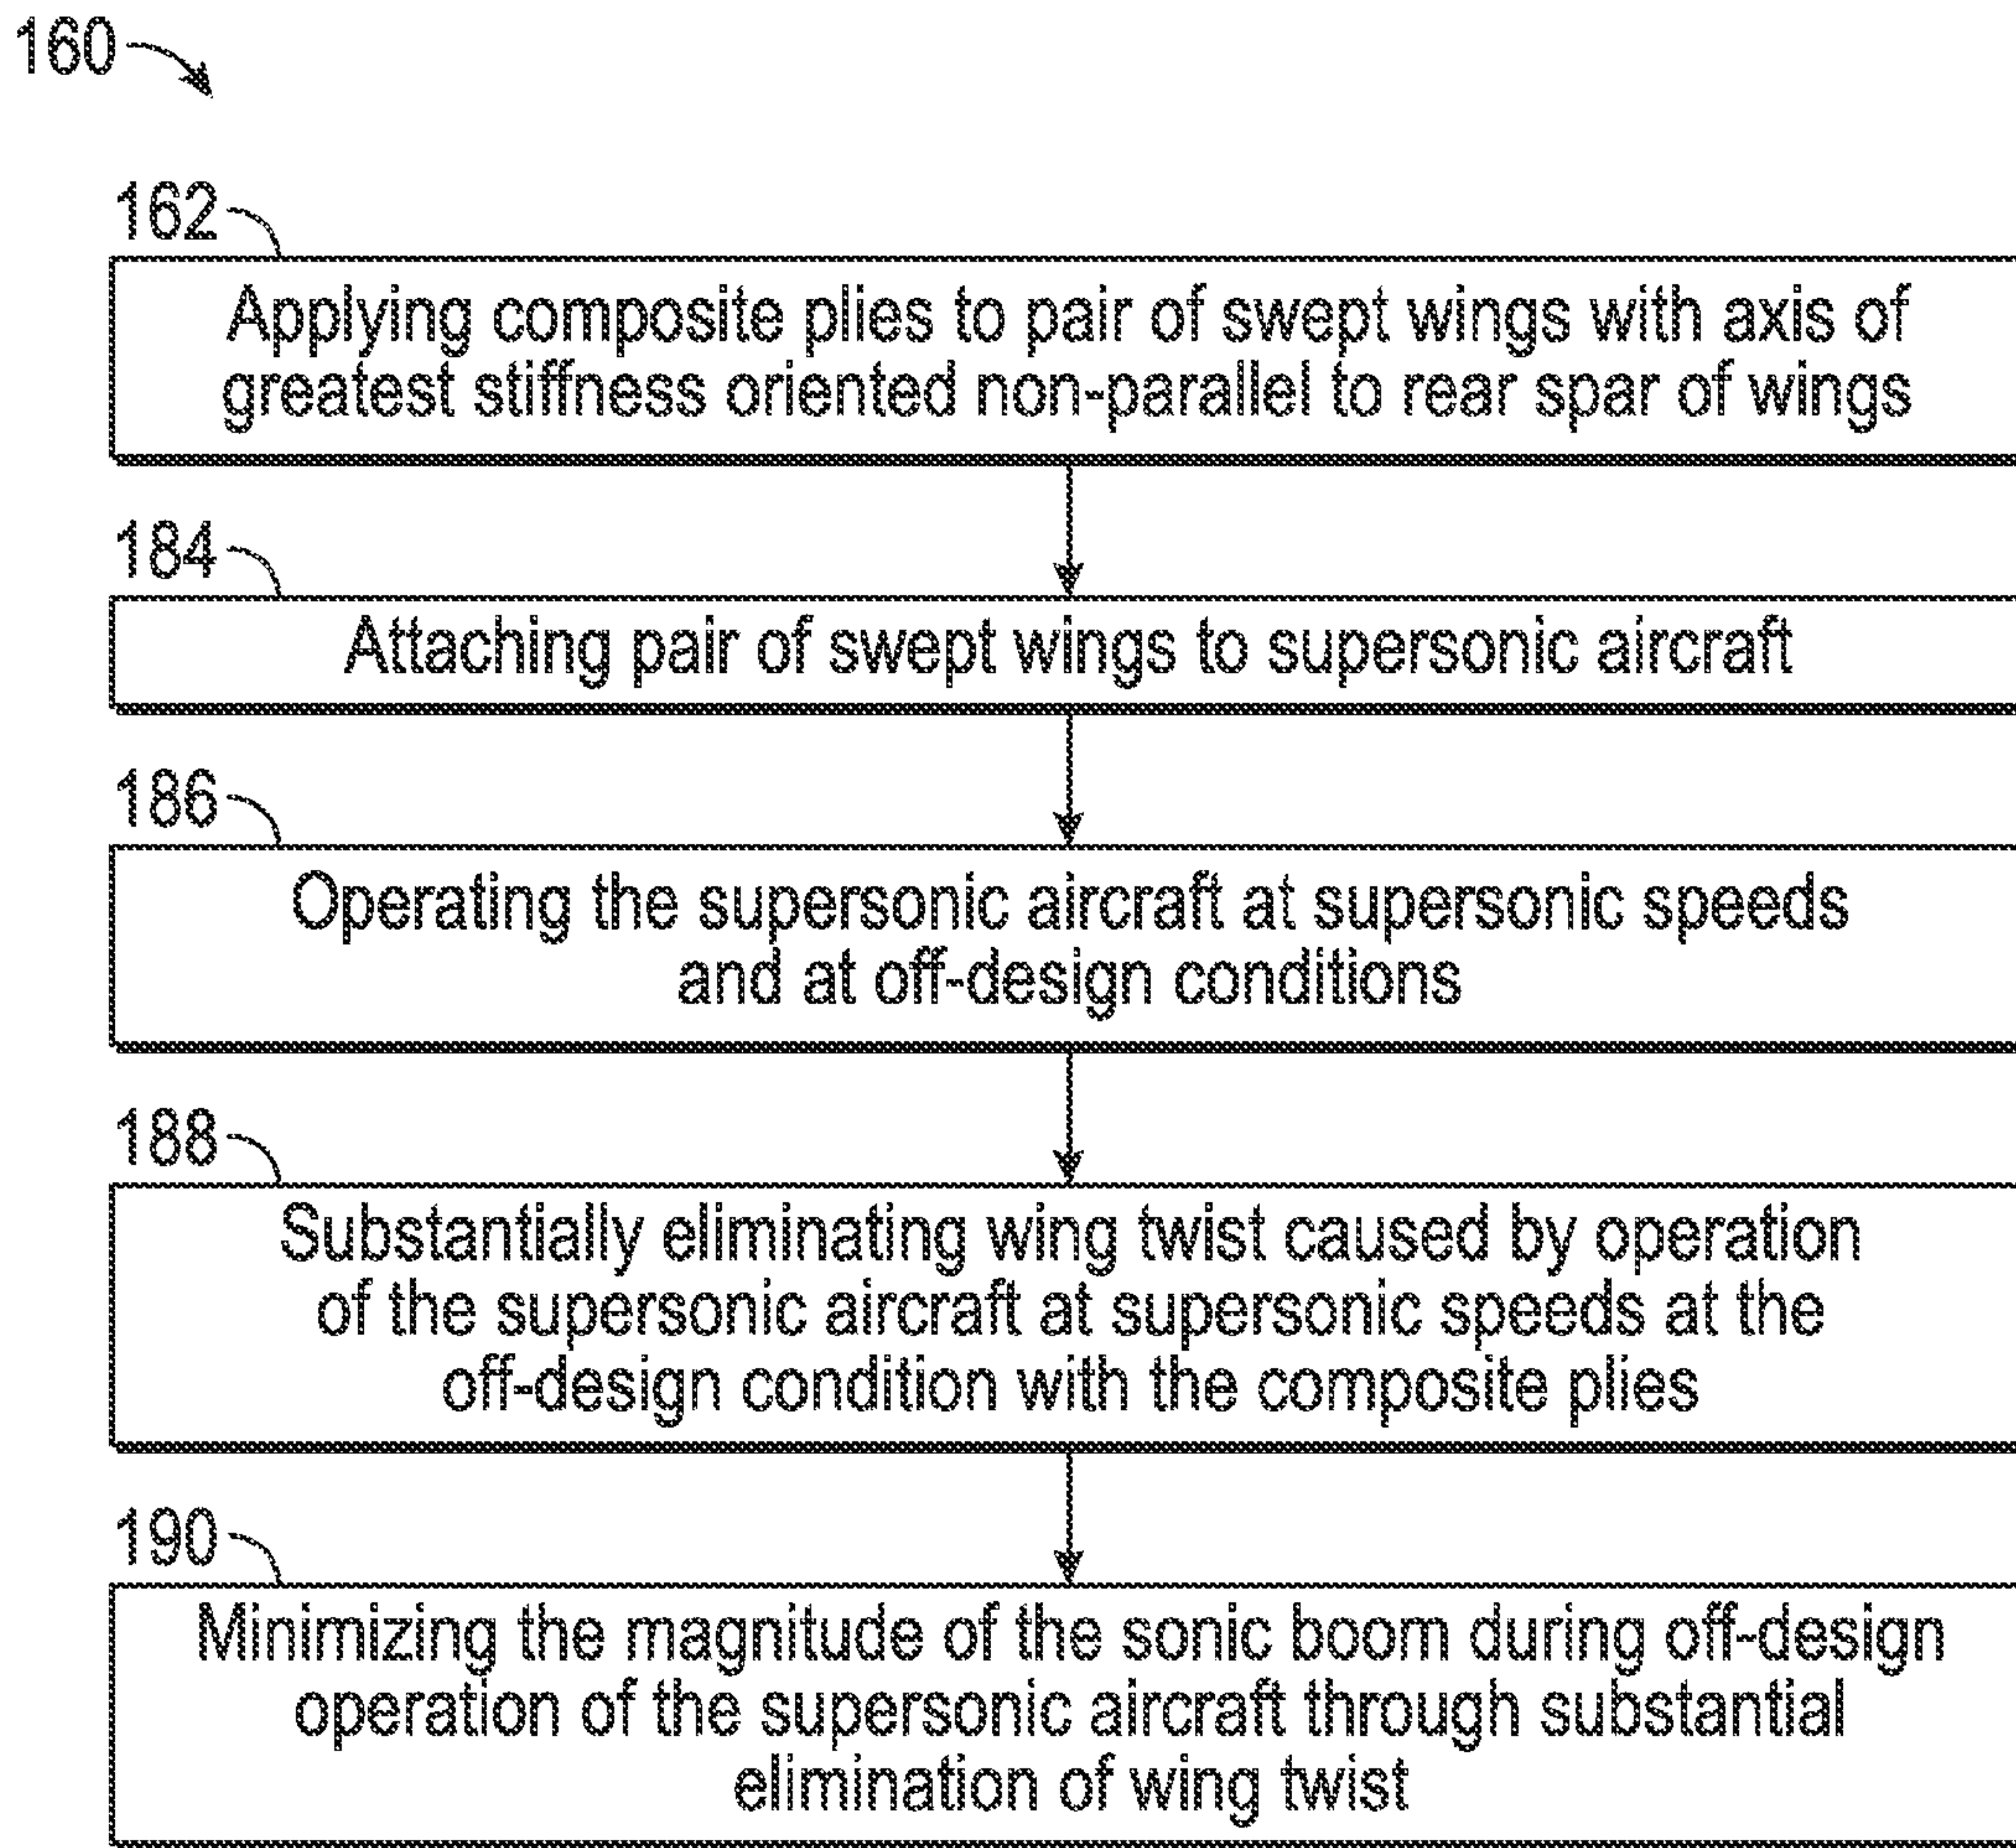 160
162
Applying composite plies to pair of swept wings with axis of
greatest stiffness oriented non-parallel to rear spar of wings
184
Attaching pair of swept wings to supersonic aircraft
186
Operating the supersonic aircraft at supersonic speeds
and at off-design conditions
188
Substantially eliminating wing twist caused by operation
of the supersonic aircraft at supersonic speeds at the
off-design condition with the composite plies
190
Minimizing the magnitude of the sonic boom during off-design
operation of the supersonic aircraft through substantial
elimination of wing twist